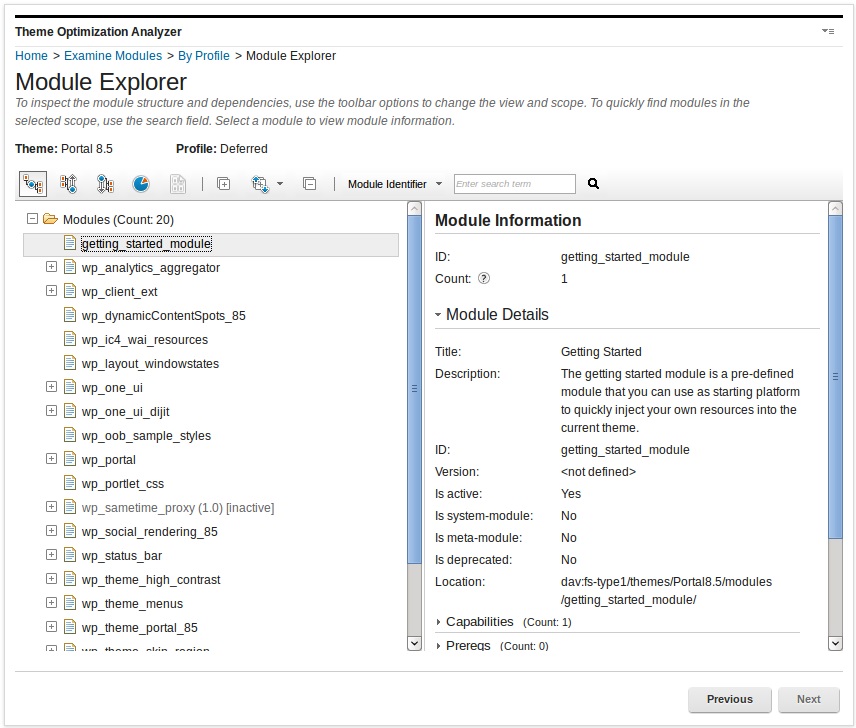 Theme Optimization Analyzer
Home > Examine Modules > By Profile > Module Explorer
Module Explorer
To inspect the module structure and dependencies, use the toolbar options to change the view and scope. To quickly find modules in the
selected scope, use the search field. Select a module to view module information.
Theme: Portal 8.5 Profile: Deferred
Module Identifier Enter search term
Modules (Count: 20)
getting_started_module
wp_analytics_aggregator
wp_client_ext
wp_dynamicContentSpots_85
wp_ic4_wai_resources
wp_layout_windowstates
wp_one_ui
wp_one_ui_dijit
wp_oob_sample_styles
wp_portal
wp_portlet_css
wp_sametime_proxy (1.0) [inactive]
wp_social_rendering_85
wp_status_bar
wp_theme_high_contrast
wp_theme_menus
wp_theme_portal_85
wp_theme_skin_region
Module Information
ID: getting_started_module
Count: ? 1
Module Details
Title: Getting Started
Description: The getting started module is a pre-defined
module that you can use as starting platform
to quickly inject your own resources into the
current theme.
ID: getting_started_module
Version: <not defined>
Is active: Yes
Is system-module: No
Is meta-module: No
Is deprecated: No
Location: dav:fs-type1/themes/Portal8.5/modules
/getting_started_module/
Capabilities (Count: 1)
Prereqs (Count: 0)
Previous Next